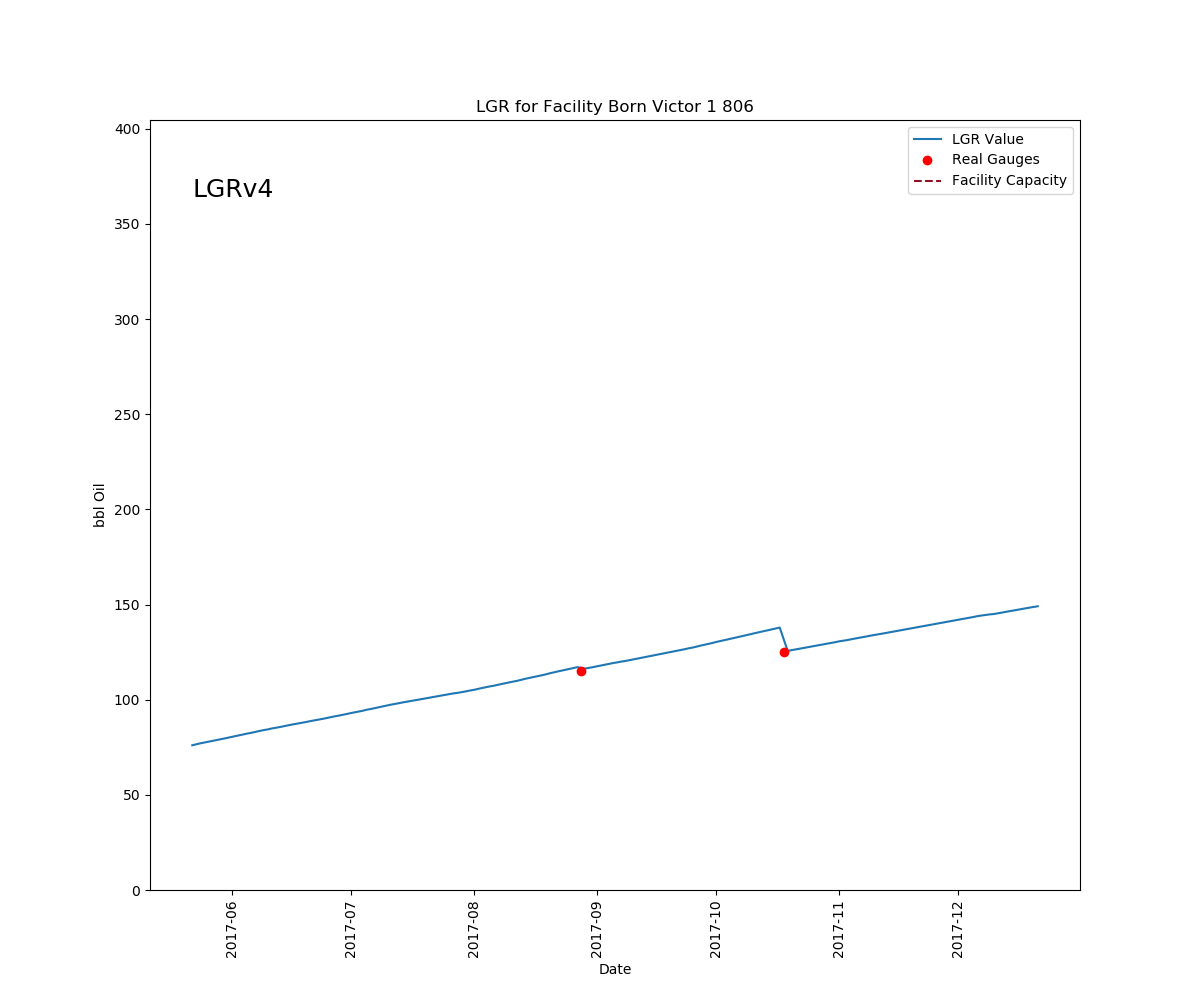 LGR for Facility Born Victor 1 806
LGRv4
LGR Value
Real Gauges
Facility Capacity
bbl Oil
400
350
300
250
200
150
100
50
0
2017-06
2017-07
2017-08
2017-09
2017-10
2017-11
2017-12
Date